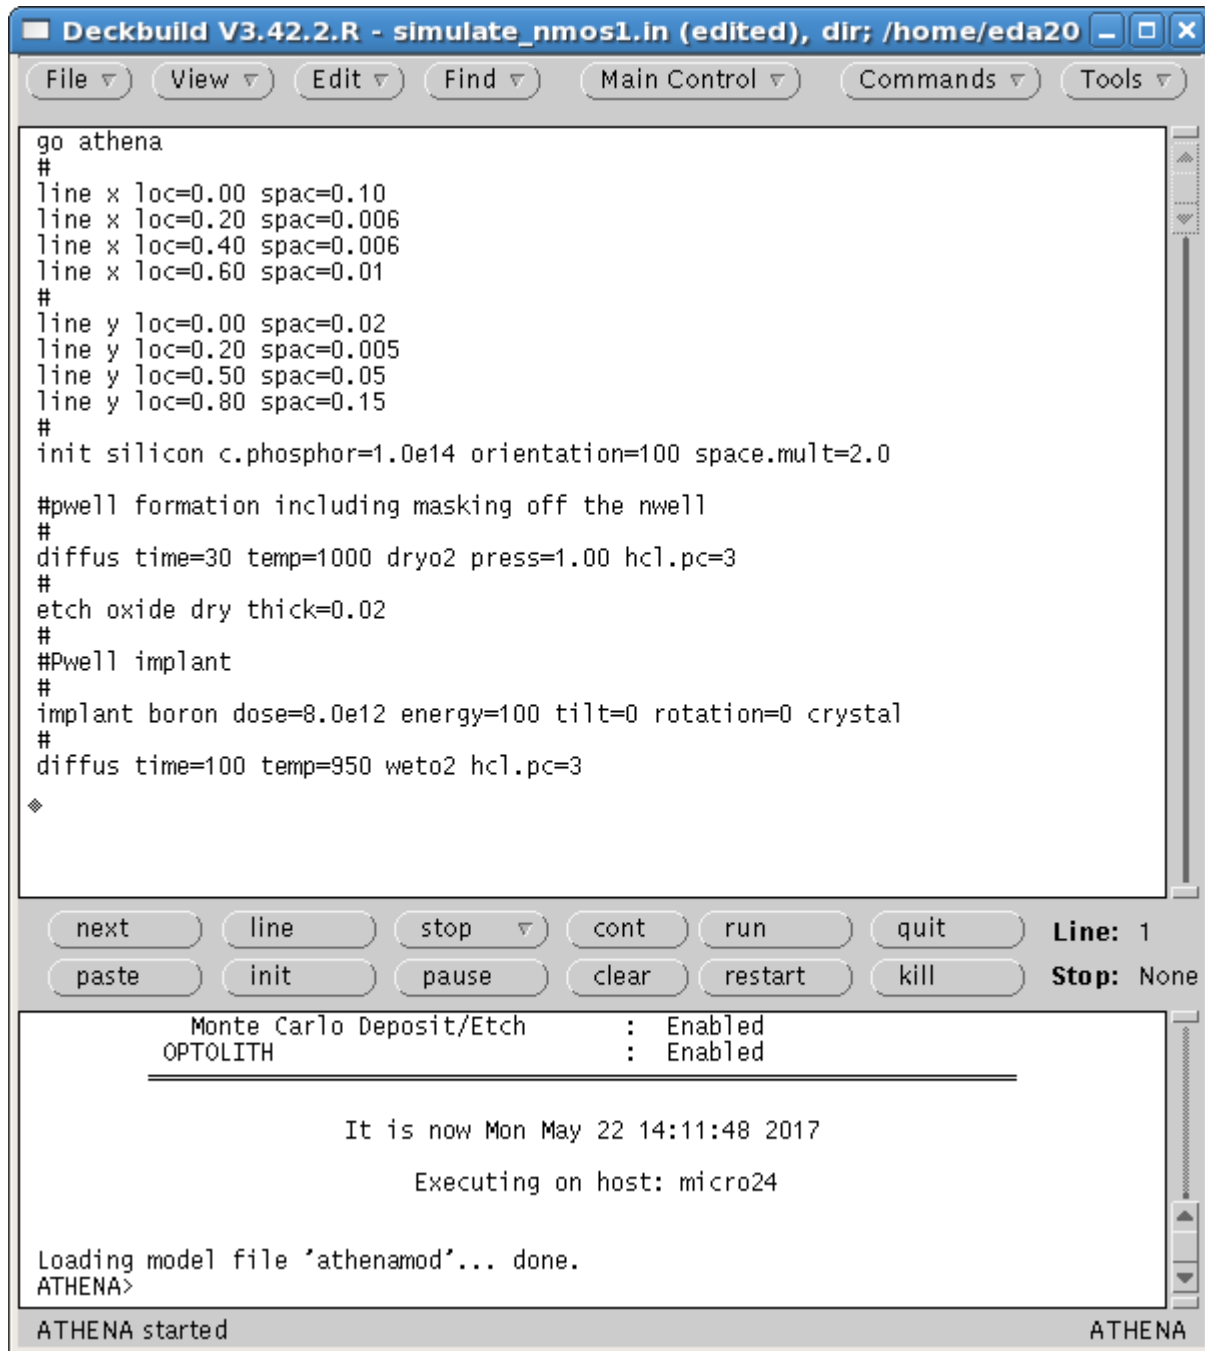 Deckbuild V3.42.2.R - simulate_nmos1.in (edited), dir; /home/eda20
File View Edit Find Main Control Commands Tools
go athena
#
line x loc=0.00 spac=0.10
line x loc=0.20 spac=0.006
line x loc=0.40 spac=0.006
line x loc=0.60 spac=0.01
#
line y loc=0.00 spac=0.02
line y loc=0.20 spac=0.005
line y loc=0.50 spac=0.05
line y loc=0.80 spac=0.15
#
init silicon c.phosphor=1.0e14 orientation=100 space.mult=2.0
#pwell formation including masking off the nwell
#
diffus time=30 temp=1000 dryo2 press=1.00 hcl.pc=3
#
etch oxide dry thick=0.02
#
#Pwell implant
#
implant boron dose=8.0e12 energy=100 tilt=0 rotation=0 crystal
#
diffus time=100 temp=950 weto2 hcl.pc=3
next line stop cont run quit Line: 1
paste init pause clear restart kill Stop: None
Monte Carlo Deposit/Etch : Enabled
OPTOLITH : Enabled
It is now Mon May 22 14:11:48 2017
Executing on host: micro24
Loading model file 'athenamod'... done.
ATHENA>
ATHENA started ATHENA